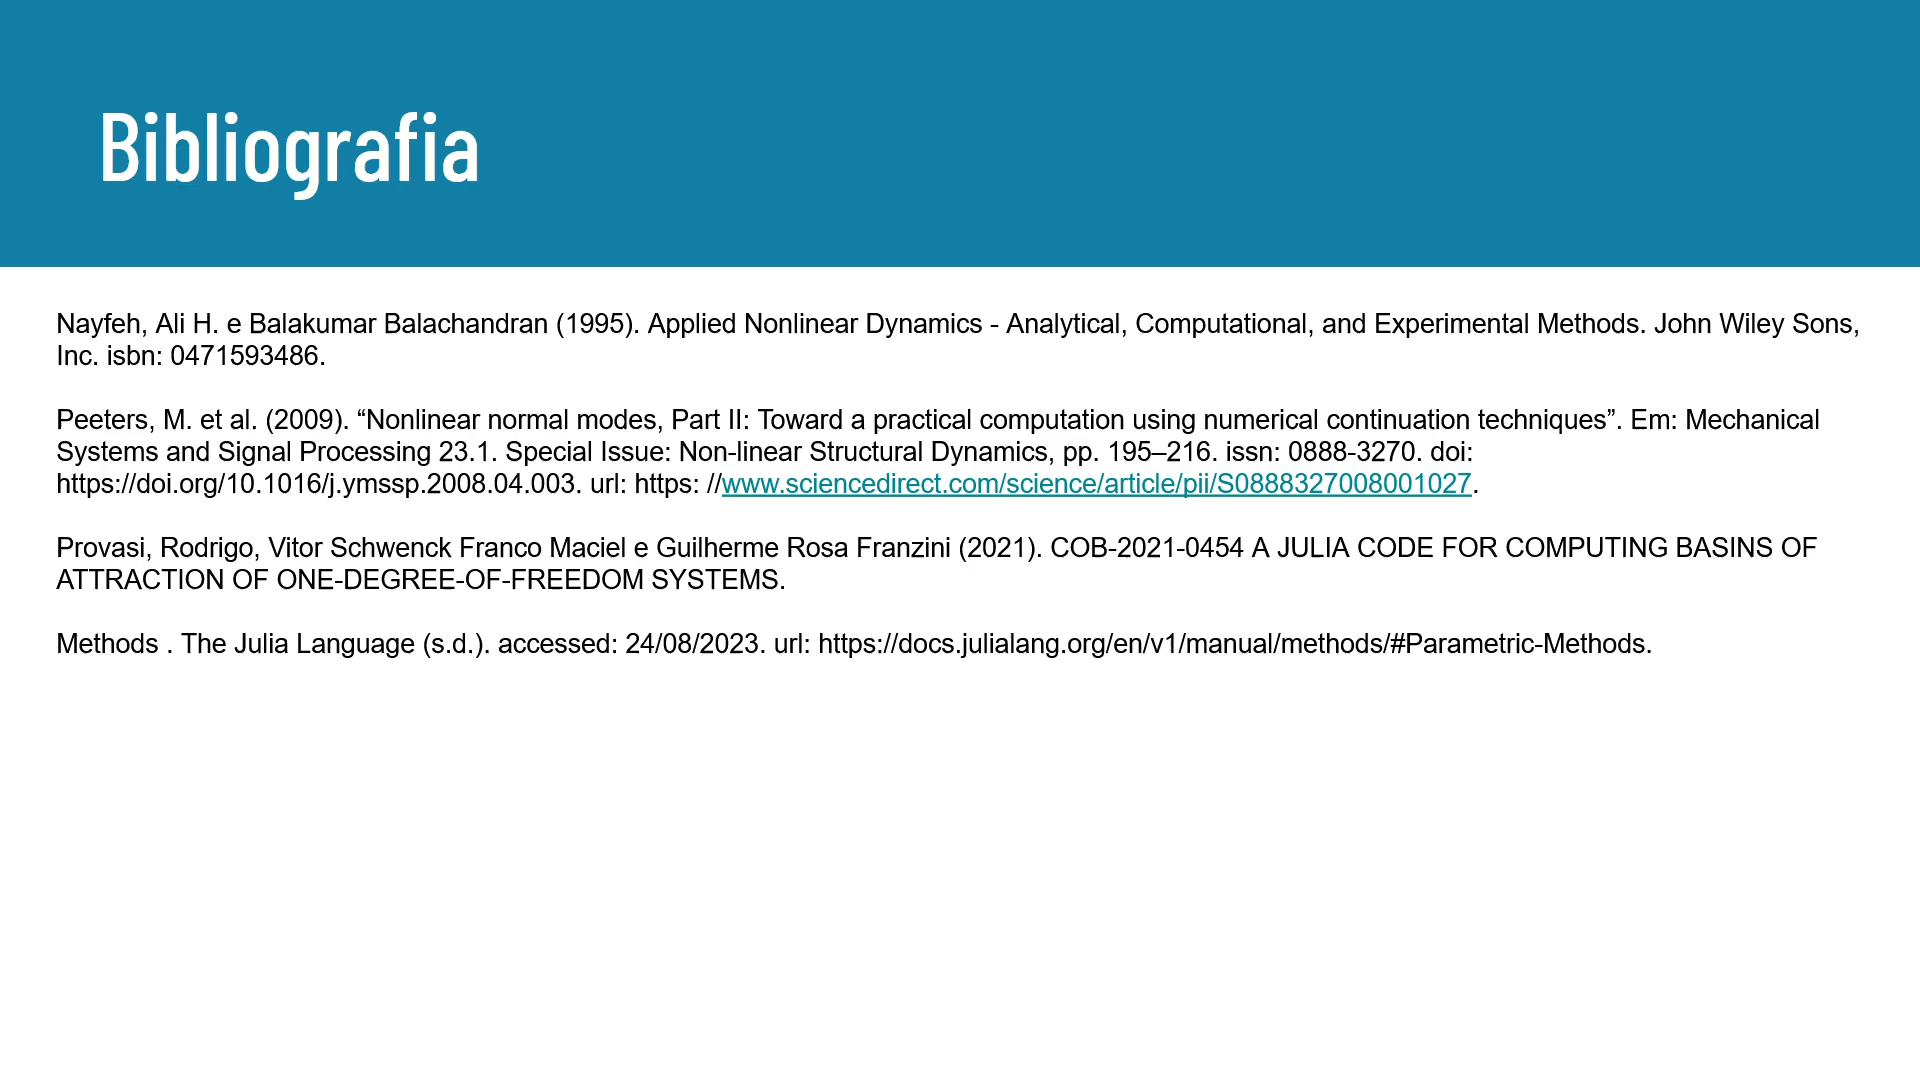 Bibliografia
Nayfeh, Ali H. e Balakumar Balachandran (1995). Applied Nonlinear Dynamics - Analytical, Computational, and Experimental Methods. John Wiley Sons,
Inc. isbn: 0471593486.
Peeters, M. et al. (2009). “Nonlinear normal modes, Part II: Toward a practical computation using numerical continuation techniques”. Em: Mechanical
Systems and Signal Processing 23.1. Special Issue: Non-linear Structural Dynamics, pp. 195–216. issn: 0888-3270. doi:
https://doi.org/10.1016/j.ymssp.2008.04.003. url: https: //www.sciencedirect.com/science/article/pii/S0888327008001027.
Provasi, Rodrigo, Vitor Schwenck Franco Maciel e Guilherme Rosa Franzini (2021). COB-2021-0454 A JULIA CODE FOR COMPUTING BASINS OF
ATTRACTION OF ONE-DEGREE-OF-FREEDOM SYSTEMS.
Methods . The Julia Language (s.d.). accessed: 24/08/2023. url: https://docs.julialang.org/en/v1/manual/methods/#Parametric-Methods.